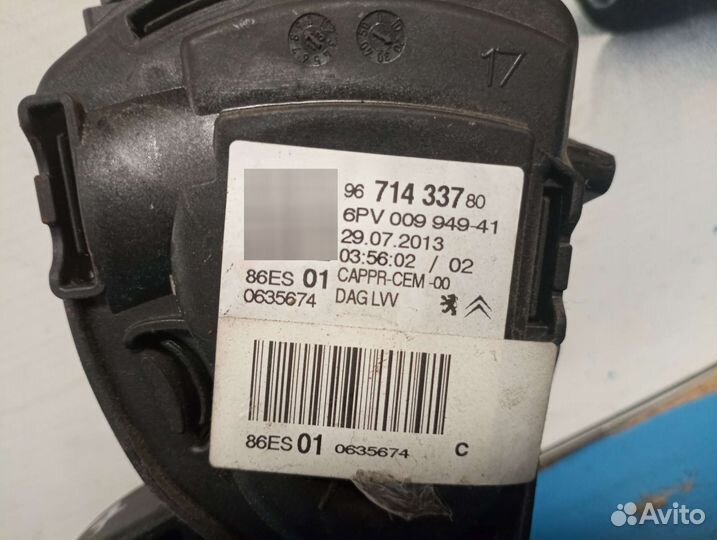 17
96 714 337 80
6PV 009 949-41
29.07.2013
03:56:02 / 02
86ES 01 CAPPR-CEM-00
0635674 DAG LVV
86ES 01 0635674 C
Avito